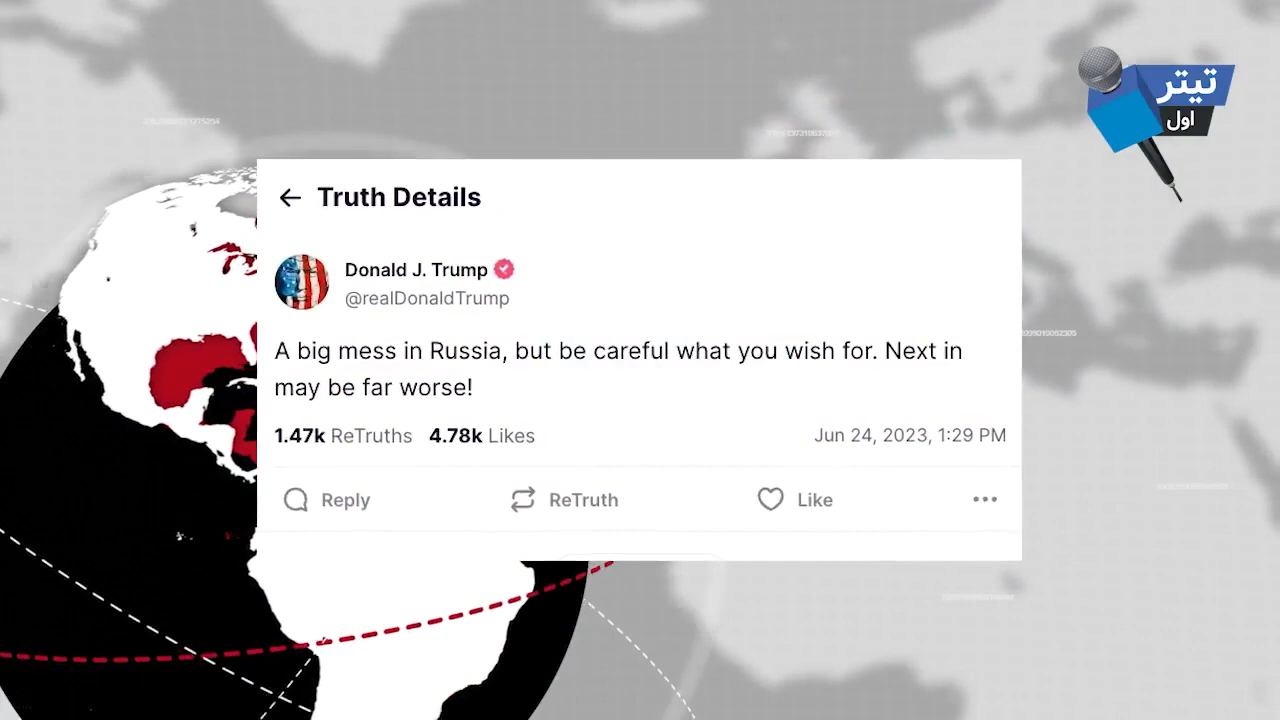 تیتر
اول
Truth Details
Donald J. Trump
@realDonaldTrump
A big mess in Russia, but be careful what you wish for. Next in
may be far worse!
1.47k ReTruths 4.78k Likes
Jun 24, 2023, 1:29 PM
Reply
ReTruth
Like